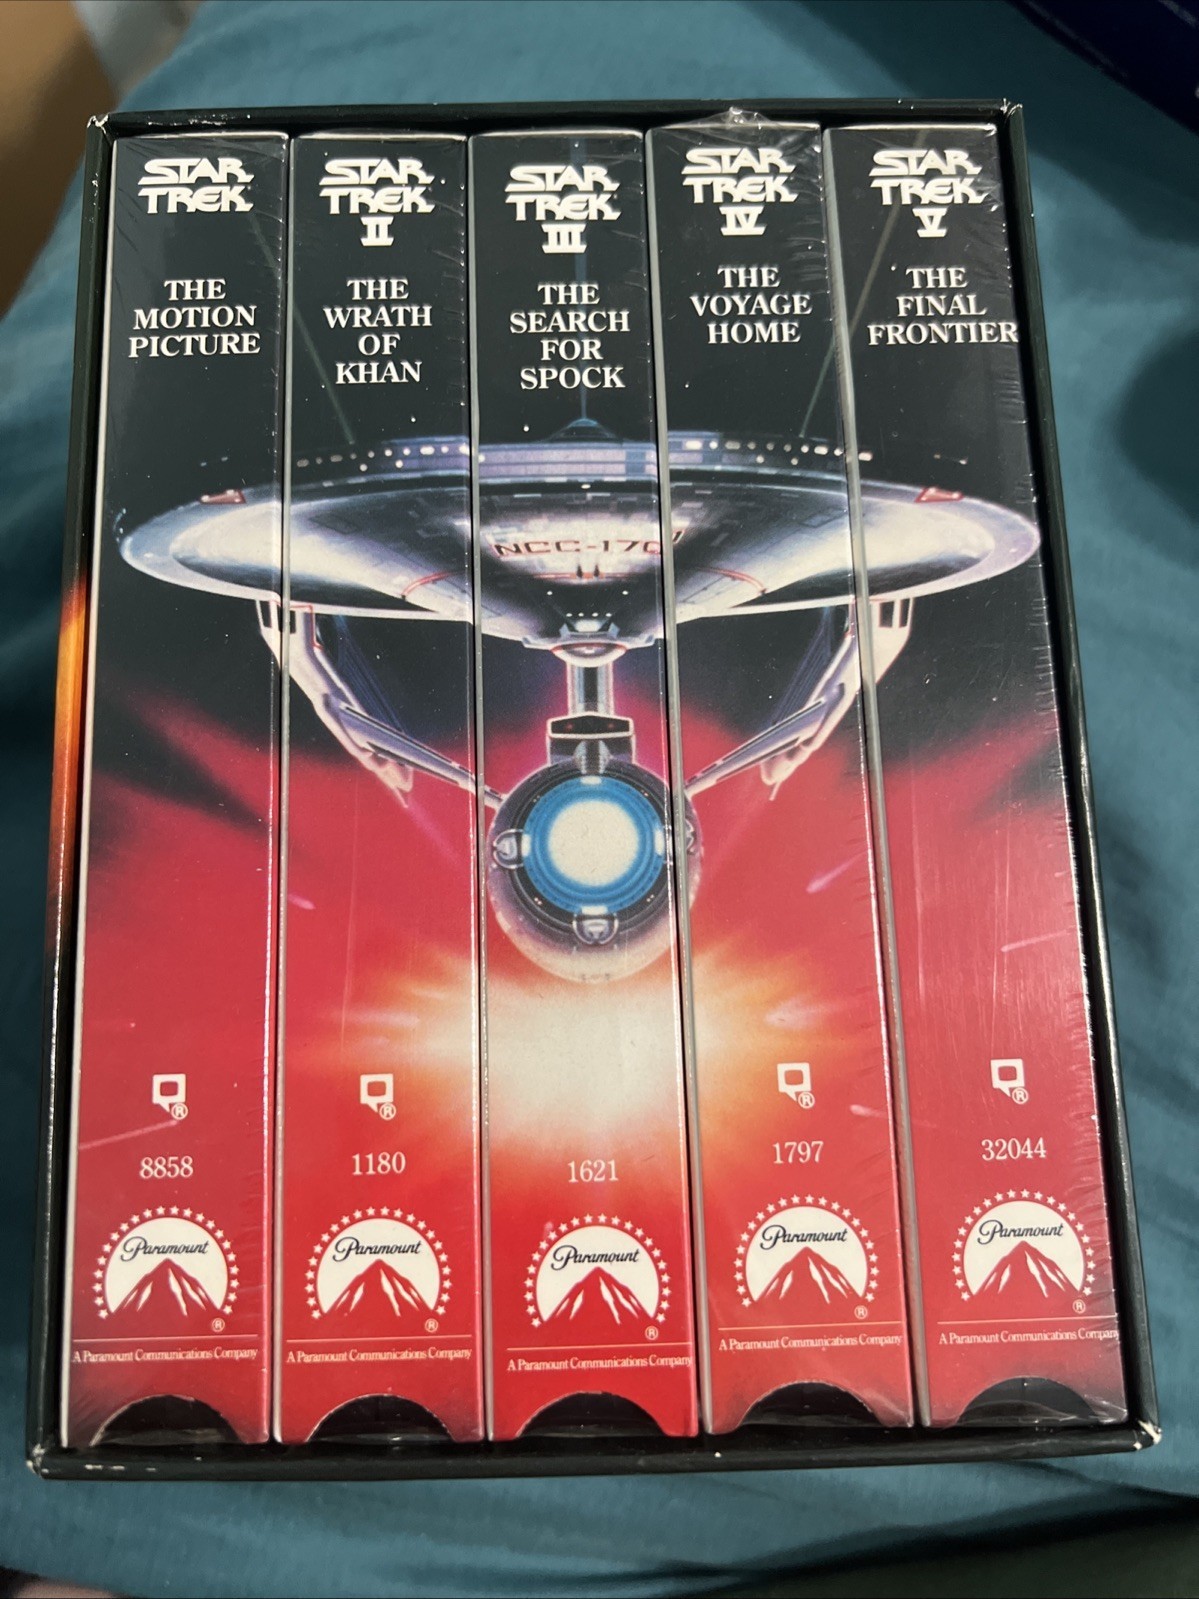 STAR
TREK
THE
MOTION
PICTURE
8858
Paramount
®
A Paramount Communications Company
STAR
TREK
II
THE
WRATH
OF
KHAN
1180
Paramount
®
A Paramount Communications Company
STAR
TREK
III
THE
SEARCH
FOR
SPOCK
NCC-1701
1621
Paramount
®
A Paramount Communications Company
STAR
TREK
IV
THE
VOYAGE
HOME
1797
Paramount
®
A Paramount Communications Company
STAR
TREK
V
THE
FINAL
FRONTIER
32044
Paramount
®
A Paramount Communications Company